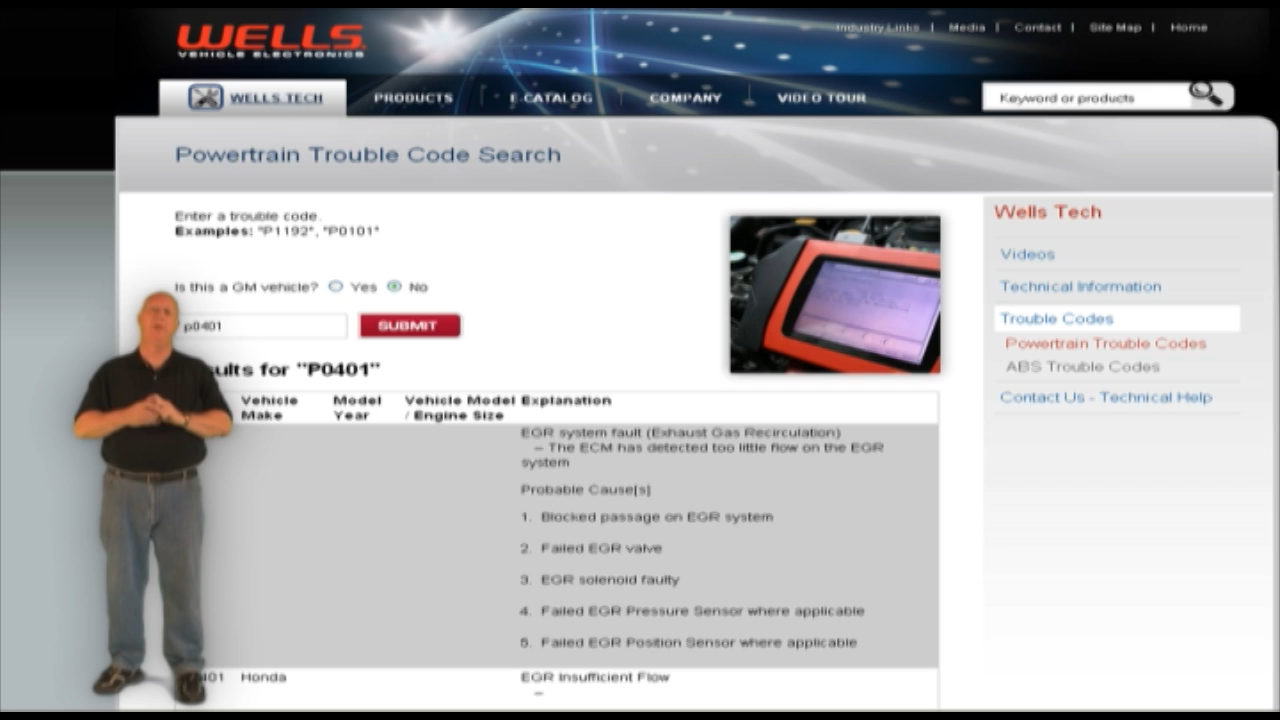 WELLS
VEHICLE ELECTRONICS
Industry Links | Media | Contact | Site Map | Home
WELLS TECH PRODUCTS E-CATALOG COMPANY VIDEO TOUR
Keyword or products
Powertrain Trouble Code Search
Enter a trouble code.
Examples: "P1192", "P0101"
Is this a GM vehicle? Yes No
p0401 SUBMIT
ults for "P0401"
Vehicle Make Model Year Vehicle Model / Engine Size Explanation
EGR system fault (Exhaust Gas Recirculation)
– The ECM has detected too little flow on the EGR
system
Probable Cause[s]
1. Blocked passage on EGR system
2. Failed EGR valve
3. EGR solenoid faulty
4. Failed EGR Pressure Sensor where applicable
5. Failed EGR Position Sensor where applicable
401 Honda EGR Insufficient Flow
–
Wells Tech
Videos
Technical Information
Trouble Codes
Powertrain Trouble Codes
ABS Trouble Codes
Contact Us - Technical Help